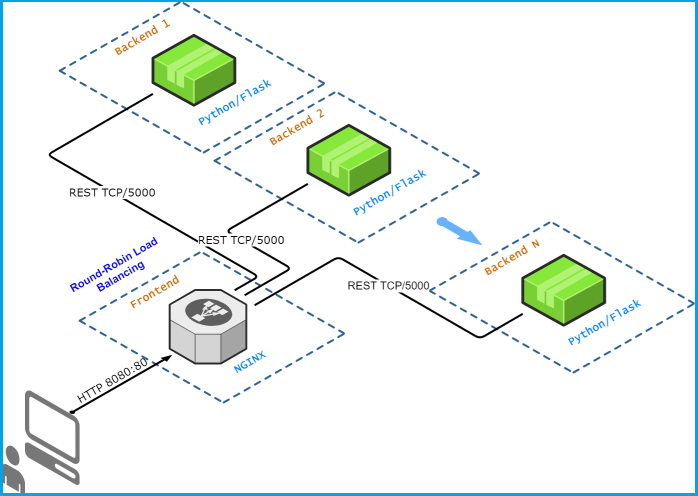 Backend 1
Python/Flask
Backend 2
Python/Flask
REST TCP/5000
REST TCP/5000
Backend N
Python/Flask
REST TCP/5000
Round-Robin Load
Balancing
Frontend
NGINX
HTTP 8080:80